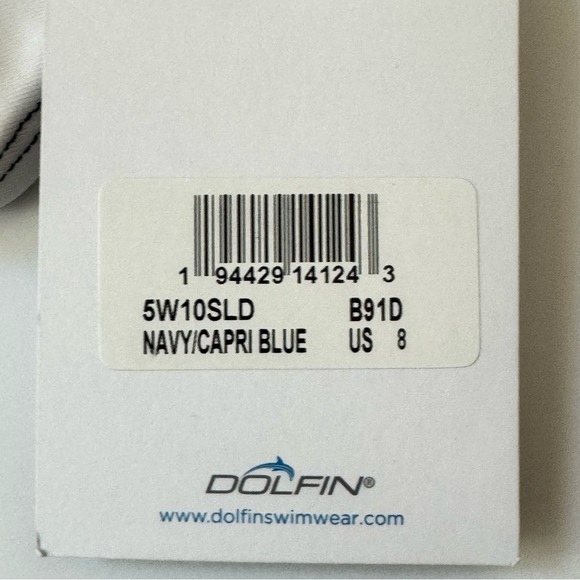 1 94429 14124 3
5W10SLD B91D
NAVY/CAPRI BLUE US 8
DOLFIN®
www.dolfinswimwear.com